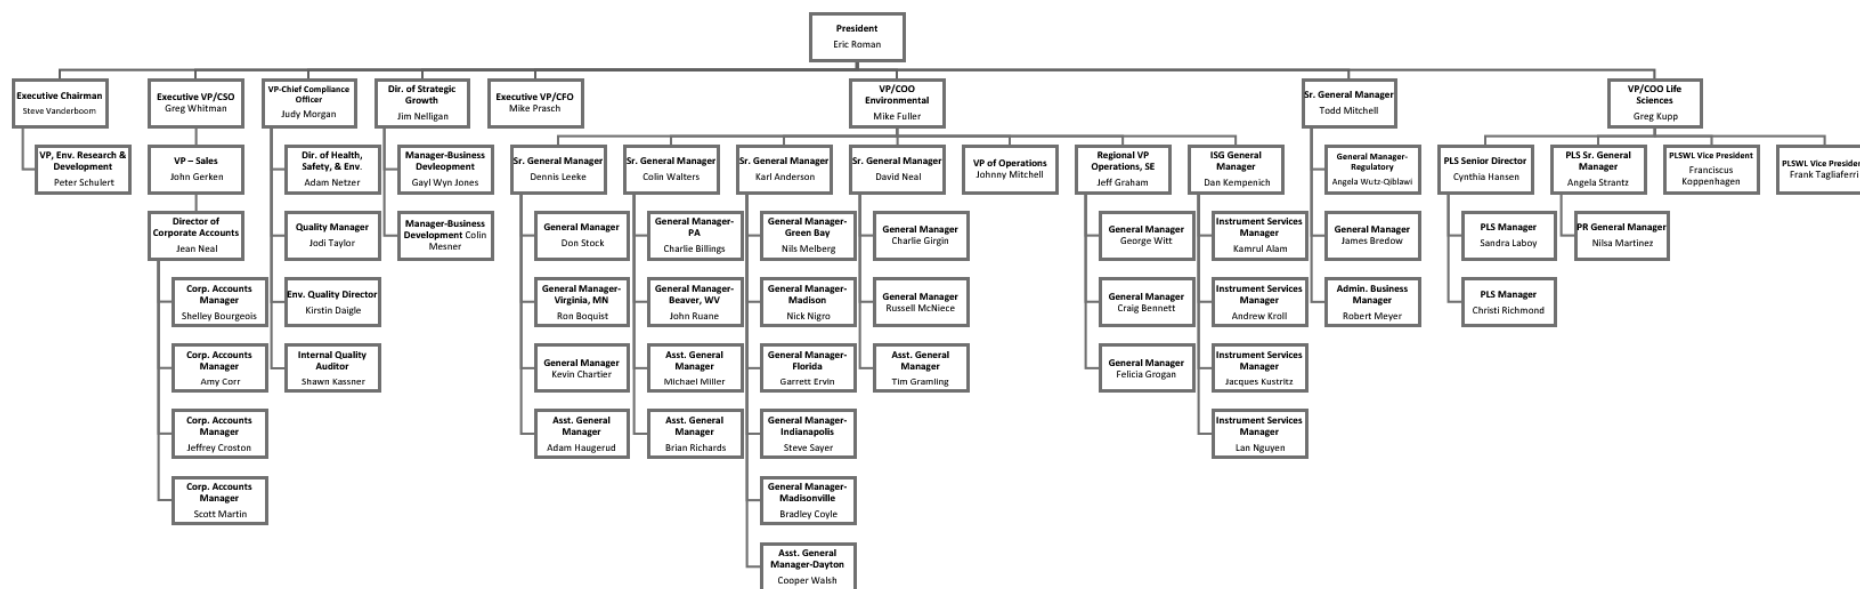 President
Eric Roman
Executive Chairman
Steve Vanderboom
Executive VP/CSO
Greg Whitman
VP-Chief Compliance
Officer
Judy Morgan
Dir. of Strategic
Growth
Jim Nelligan
Executive VP/CFO
Mike Prasch
VP/COO
Environmental
Mike Fuller
Sr. General Manager
Todd Mitchell
VP/COO Life
Sciences
Greg Kupp
VP, Env. Research &
Development
Peter Schulert
VP – Sales
John Gerken
Dir. of Health,
Safety, & Env.
Adam Netzer
Manager-Business
Devleopment
Gayl Wyn Jones
Sr. General Manager
Dennis Leeke
Sr. General Manager
Colin Walters
Sr. General Manager
Karl Anderson
Sr. General Manager
David Neal
VP of Operations
Johnny Mitchell
Regional VP
Operations, SE
Jeff Graham
ISG General
Manager
Dan Kempenich
General Manager-
Regulatory
Angela Wutz-Qiblawi
PLS Senior Director
Cynthia Hansen
PLS Sr. General
Manager
Angela Strantz
PLSWL Vice President
Franciscus
Koppenhagen
PLSWL Vice President
Frank Tagliaferri
Director of
Corporate Accounts
Jean Neal
Quality Manager
Jodi Taylor
Manager-Business
Development Colin
Mesner
General Manager
Don Stock
General Manager-
PA
Charlie Billings
General Manager-
Green Bay
Nils Melberg
General Manager
Charlie Girgin
General Manager
George Witt
Instrument Services
Manager
Kamrul Alam
General Manager
James Bredow
PLS Manager
Sandra Laboy
PR General Manager
Nilsa Martinez
Corp. Accounts
Manager
Shelley Bourgeois
Env. Quality Director
Kirstin Daigle
General Manager-
Virginia, MN
Ron Boquist
General Manager-
Beaver, WV
John Ruane
General Manager-
Madison
Nick Nigro
General Manager
Russell McNiece
General Manager
Craig Bennett
Instrument Services
Manager
Andrew Kroll
Admin. Business
Manager
Robert Meyer
PLS Manager
Christi Richmond
Corp. Accounts
Manager
Amy Corr
Internal Quality
Auditor
Shawn Kassner
General Manager
Kevin Chartier
Asst. General
Manager
Michael Miller
General Manager-
Florida
Garrett Ervin
Asst. General
Manager
Tim Gramling
General Manager
Felicia Grogan
Instrument Services
Manager
Jacques Kustritz
Corp. Accounts
Manager
Jeffrey Croston
Asst. General
Manager
Adam Haugerud
Asst. General
Manager
Brian Richards
General Manager-
Indianapolis
Steve Sayer
Instrument Services
Manager
Lan Nguyen
Corp. Accounts
Manager
Scott Martin
General Manager-
Madisonville
Bradley Coyle
Asst. General
Manager-Dayton
Cooper Walsh